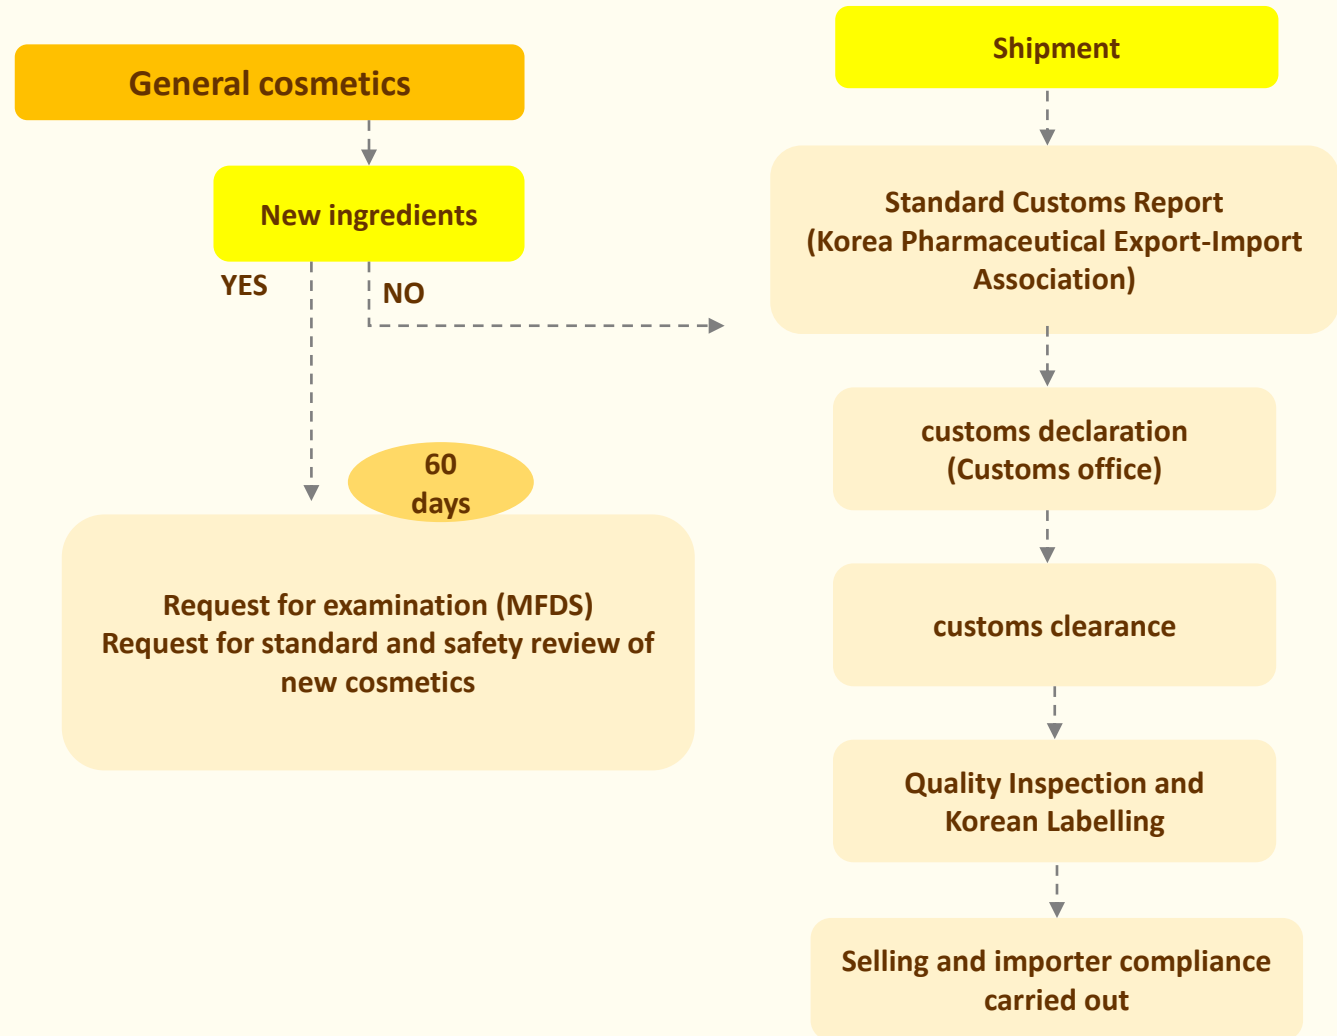 General cosmetics
New ingredients
YES
NO
60
days
Request for examination (MFDS)
Request for standard and safety review of
new cosmetics
Shipment
Standard Customs Report
(Korea Pharmaceutical Export-Import
Association)
customs declaration
(Customs office)
customs clearance
Quality Inspection and
Korean Labelling
Selling and importer compliance
carried out